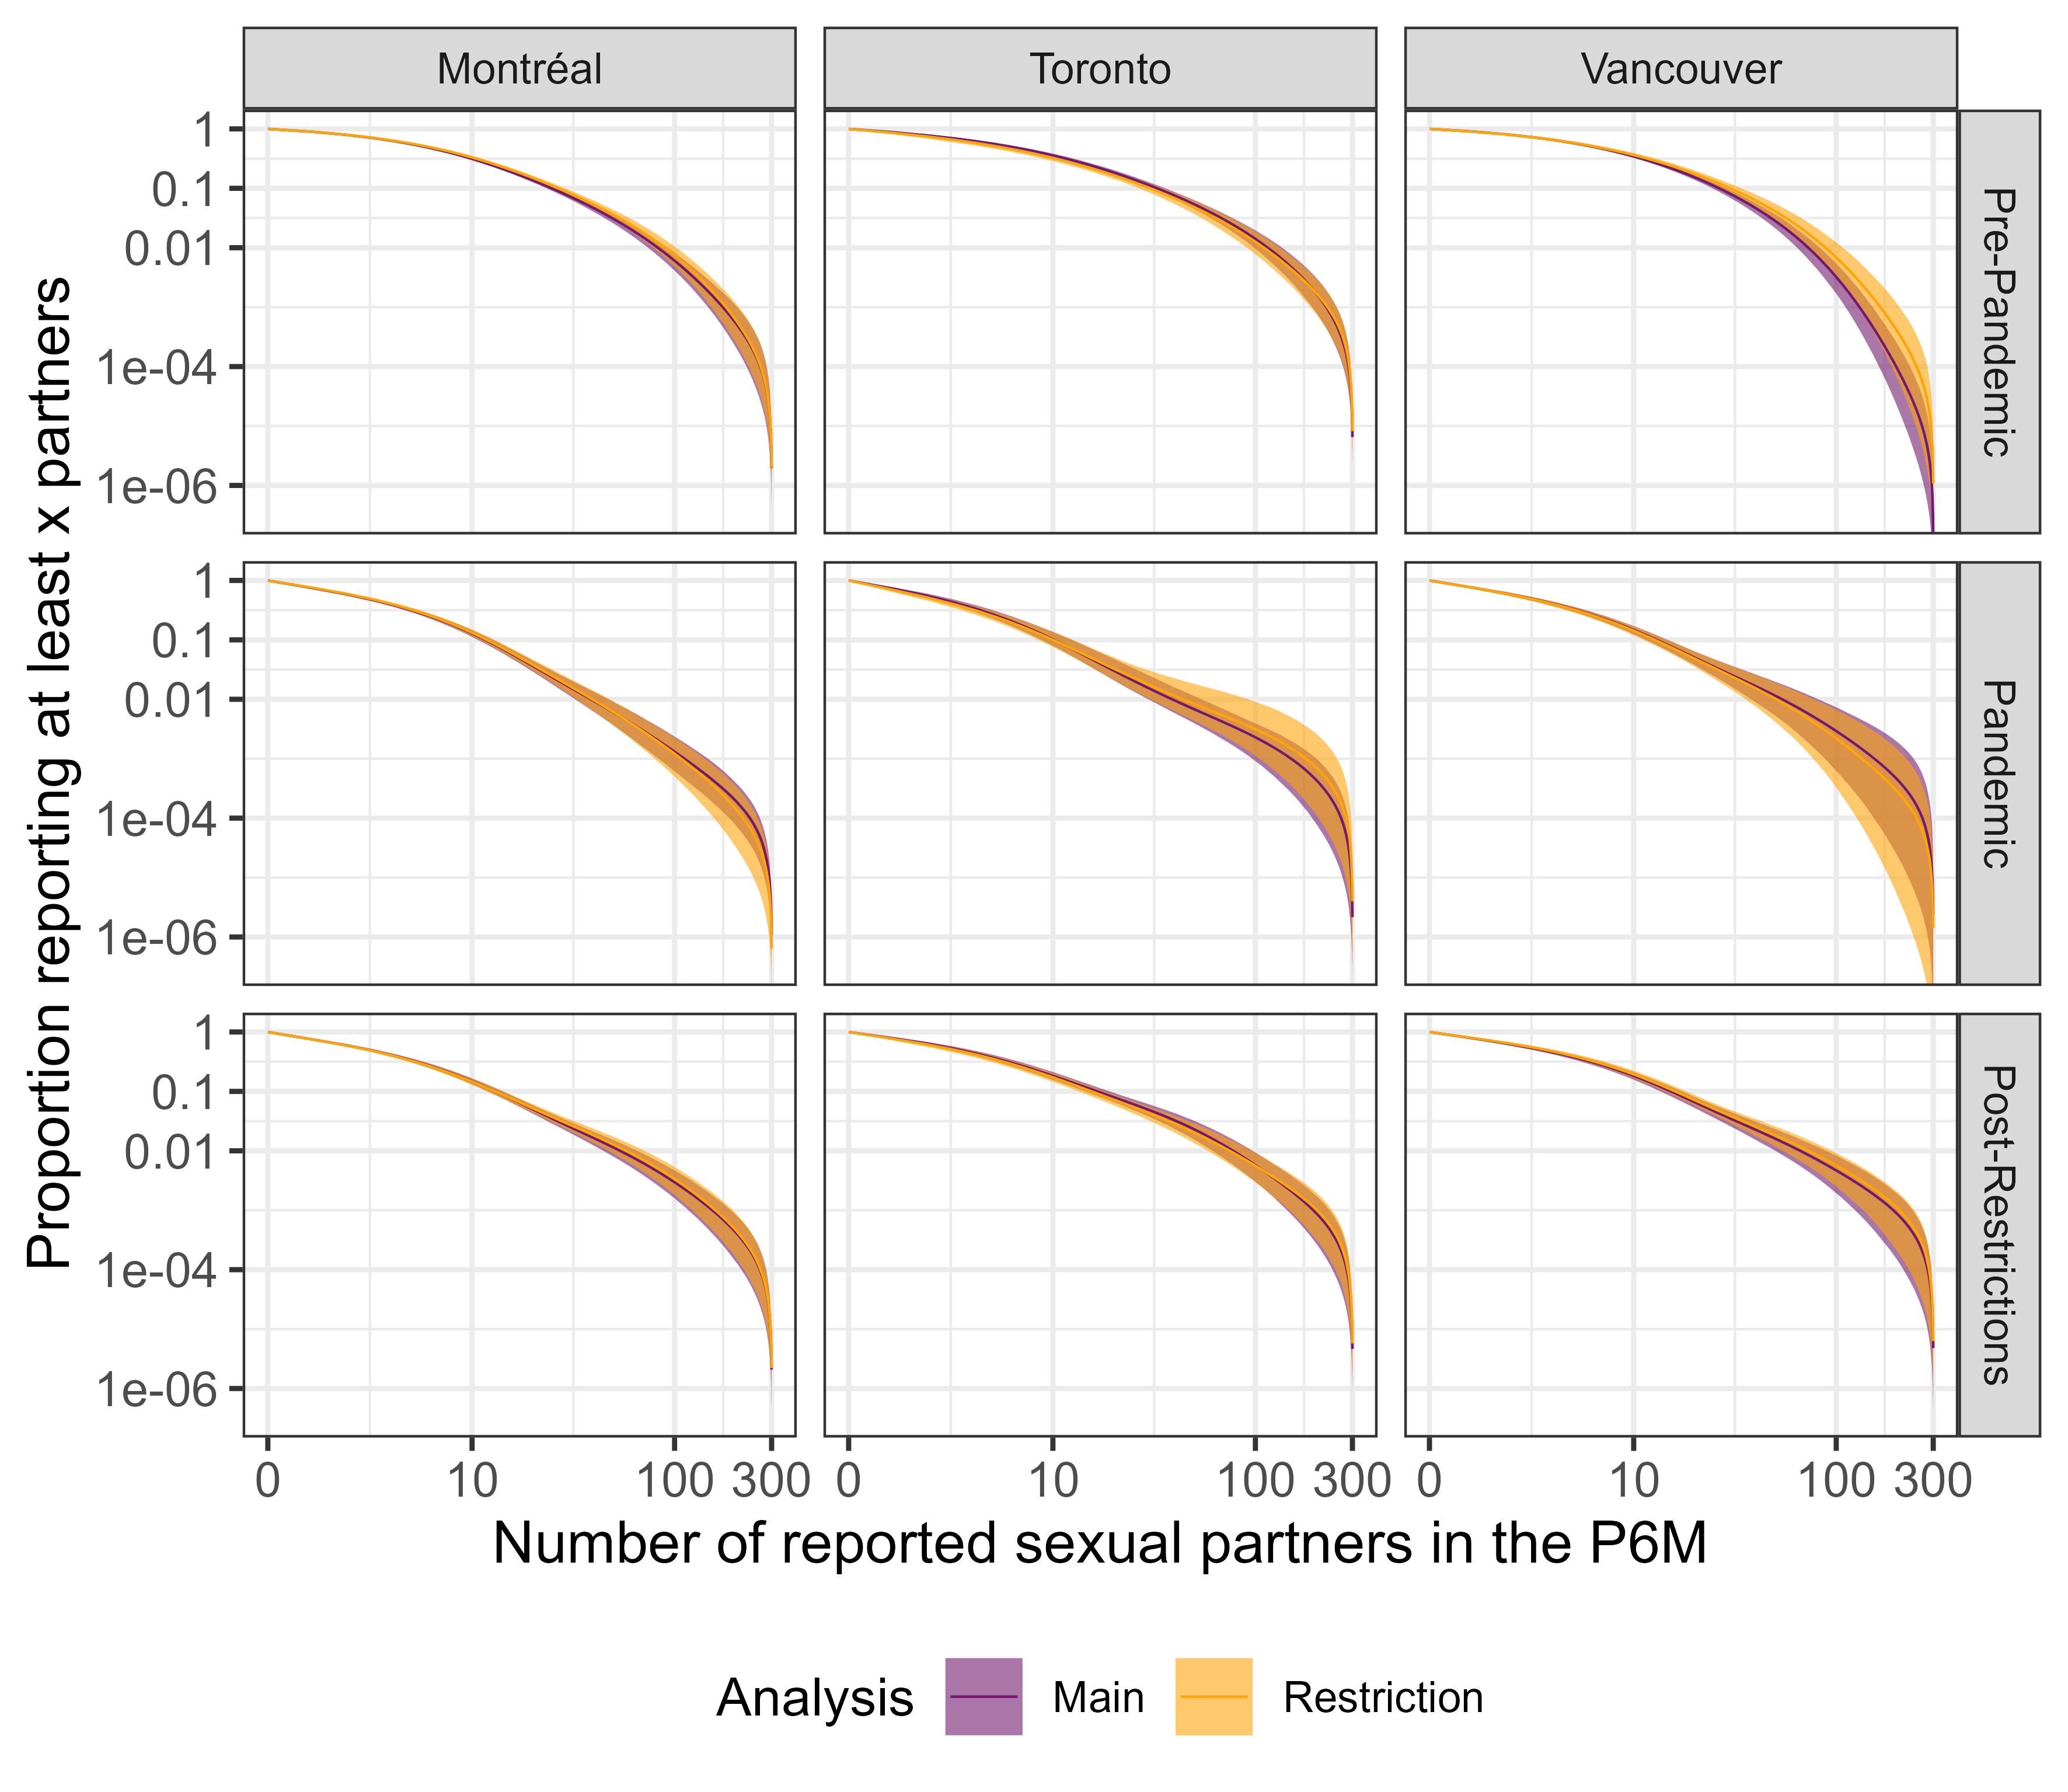 Montréal
Toronto
Vancouver
Proportion reporting at least x partners
1
0.1
0.01
1e-04
1e-06
Pre-Pandemic
1
0.1
0.01
1e-04
1e-06
Pandemic
1
0.1
0.01
1e-04
1e-06
Post-Restrictions
0 10 100 300 0 10 100 300 0 10 100 300
Number of reported sexual partners in the P6M
Analysis Main Restriction